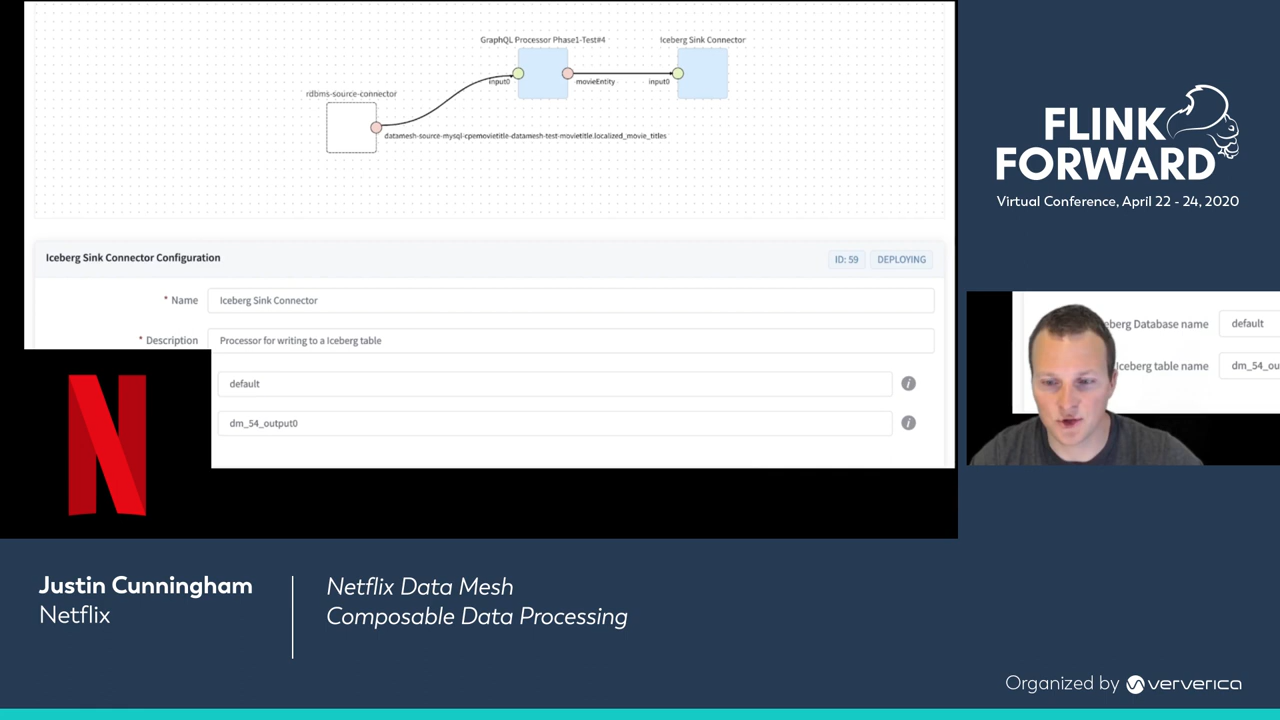 GraphQL Processor Phase1-Test#4
Iceberg Sink Connector
input0
movieEntity
input0
rdbms-source-connector
datamesh-source-mysql-cpemovietitle-datamesh-test-movietitle.localized_movie_titles
Iceberg Sink Connector Configuration
ID: 59
DEPLOYING
* Name
Iceberg Sink Connector
* Description
Processor for writing to a Iceberg table
default
i
dm_54_output0
i
N
FLINK
FORWARD
Virtual Conference, April 22 - 24, 2020
eberg Database name
default
Iceberg table name
dm_54_ou
Justin Cunningham
Netflix
Netflix Data Mesh
Composable Data Processing
Organized by ververica